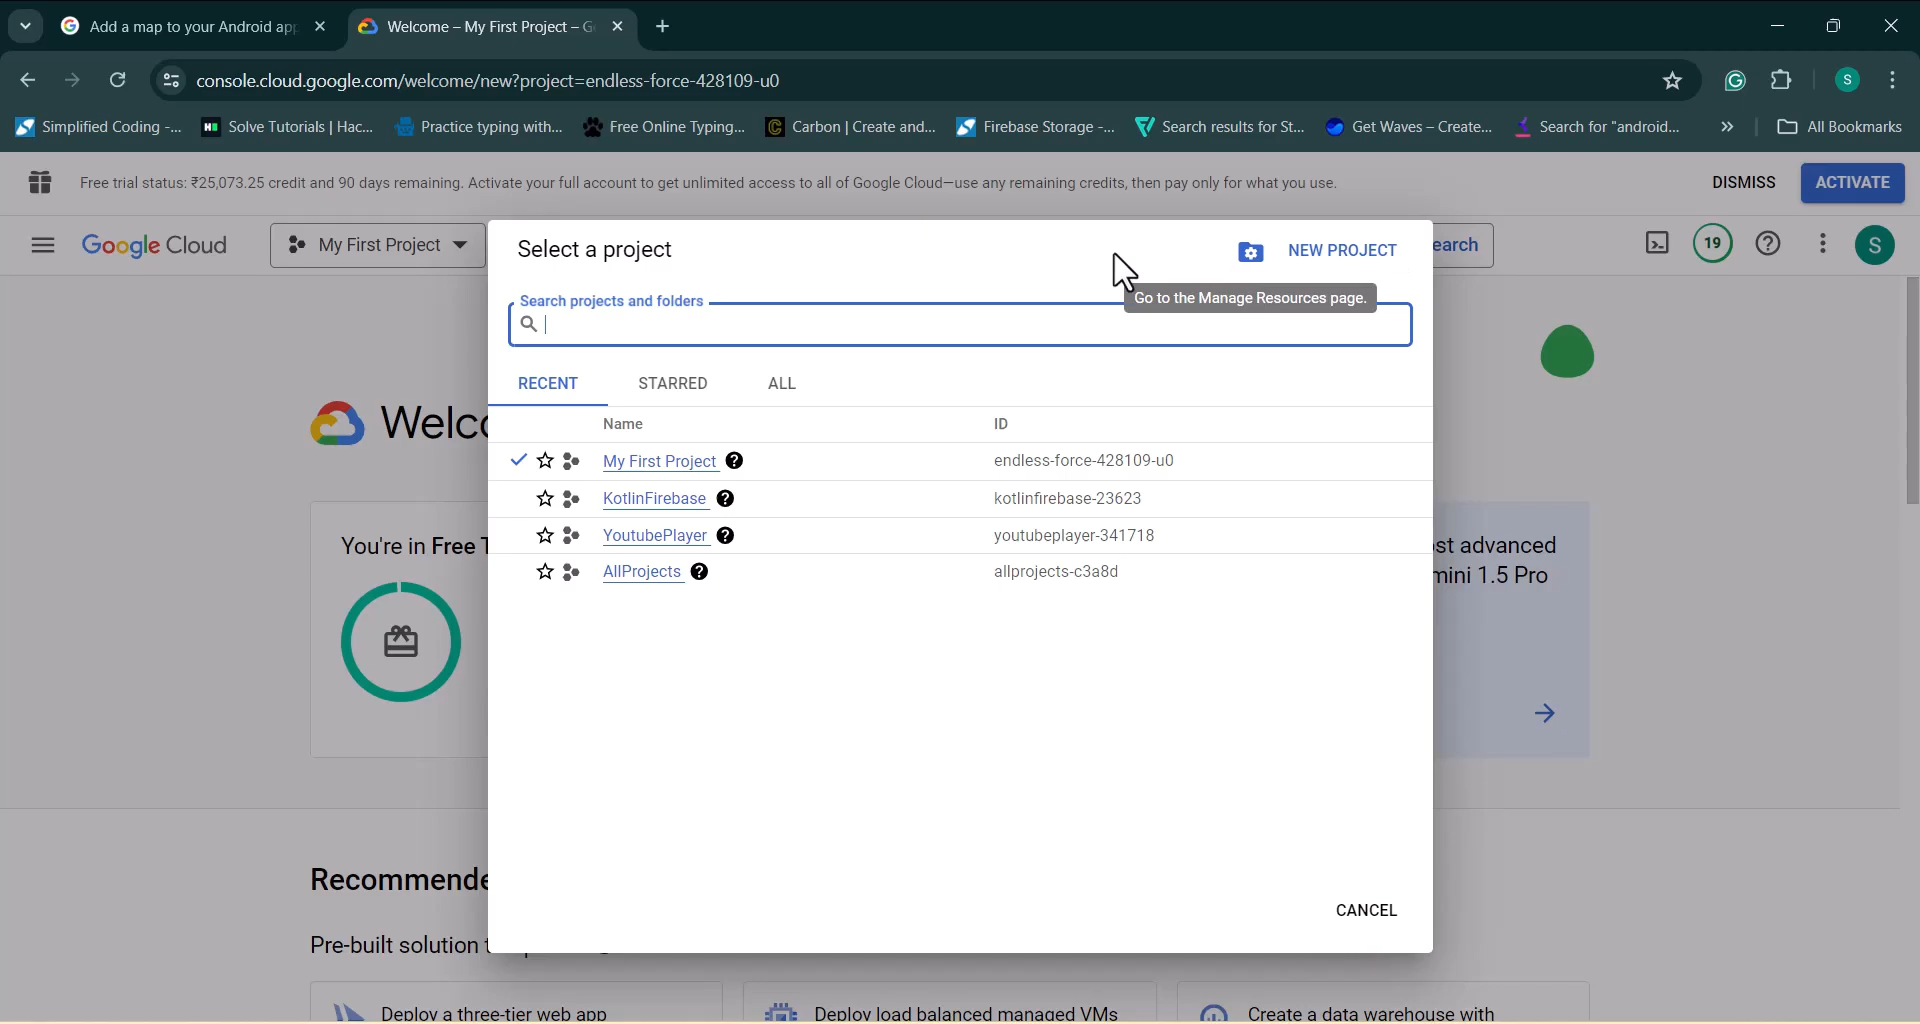 Add a map to your Android ap
Welcome – My First Project – G
console.cloud.google.com/welcome/new?project=endless-force-428109-u0
S
Simplified Coding -...
Solve Tutorials | Hac...
Practice typing with...
Free Online Typing...
Carbon | Create and...
Firebase Storage -...
Search results for St...
Get Waves – Create...
Search for "android...
»
All Bookmarks
Free trial status: ₹25,073.25 credit and 90 days remaining. Activate your full account to get unlimited access to all of Google Cloud—use any remaining credits, then pay only for what you use.
DISMISS
ACTIVATE
Google Cloud
My First Project
earch
19
S
Select a project
NEW PROJECT
Go to the Manage Resources page.
Search projects and folders
RECENT
STARRED
ALL
Name
ID
My First Project
endless-force-428109-u0
KotlinFirebase
kotlinfirebase-23623
YoutubePlayer
youtubeplayer-341718
AllProjects
allprojects-c3a8d
CANCEL
Welc
You're in Free T
st advanced
mini 1.5 Pro
Recommende
Pre-built solution t
Deploy a three-tier web app
Deploy load balanced managed VMs
Create a data warehouse with